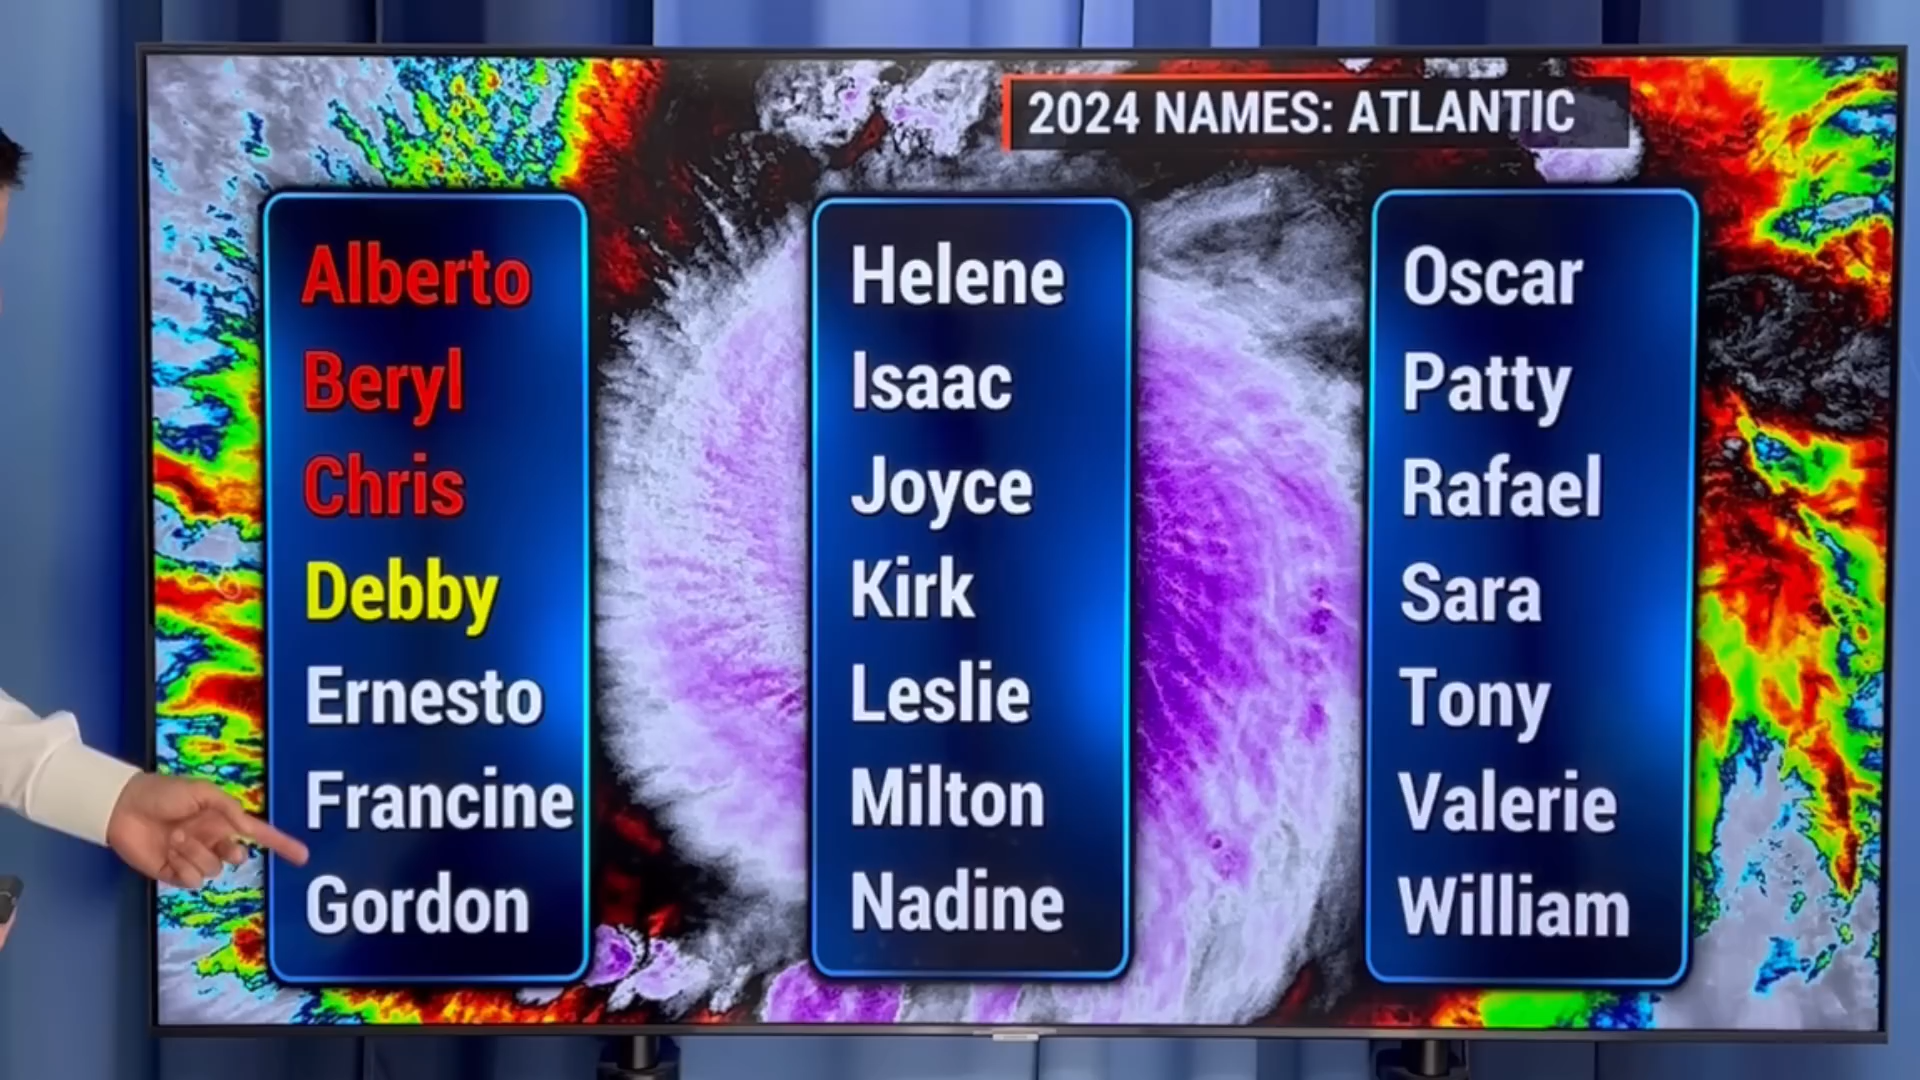 2024 NAMES: ATLANTIC
Alberto
Beryl
Chris
Debby
Ernesto
Francine
Gordon
Helene
Isaac
Joyce
Kirk
Leslie
Milton
Nadine
Oscar
Patty
Rafael
Sara
Tony
Valerie
William